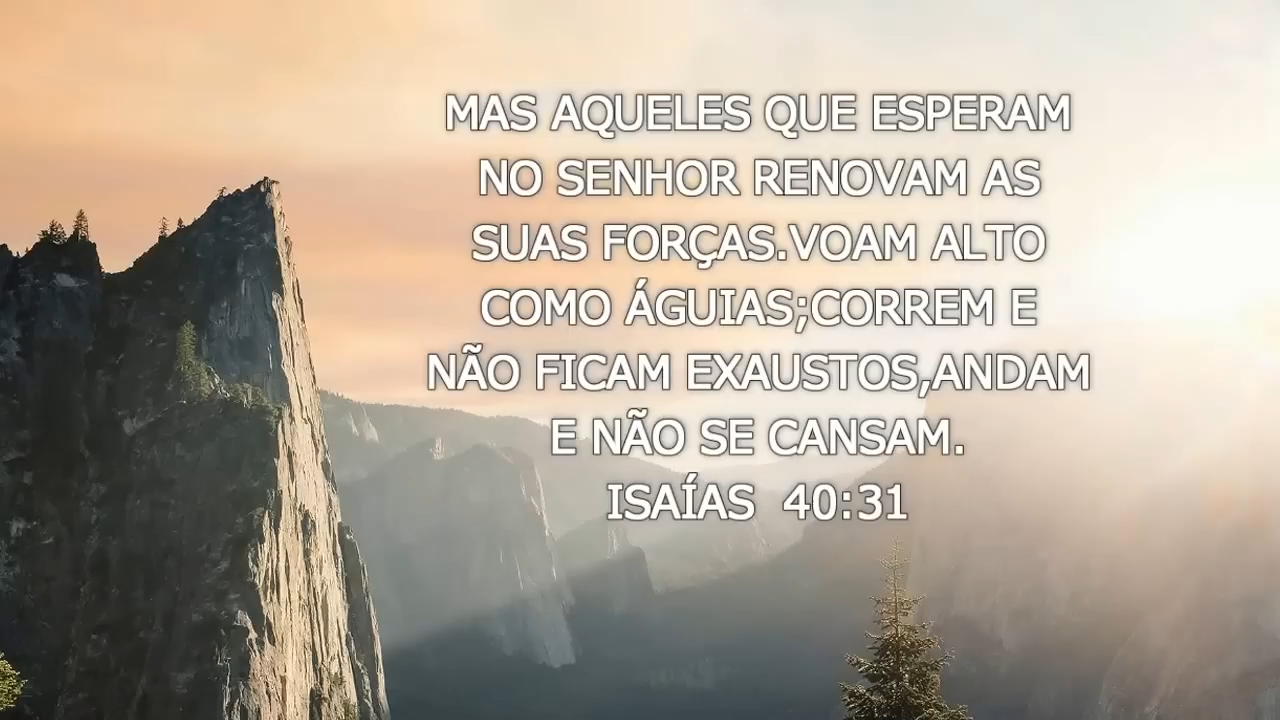 MAS AQUELES QUE ESPERAM
NO SENHOR RENOVAM AS
SUAS FORÇAS.VOAM ALTO
COMO ÁGUIAS;CORREM E
NÃO FICAM EXAUSTOS,ANDAM
E NÃO SE CANSAM.
ISAÍAS 40:31